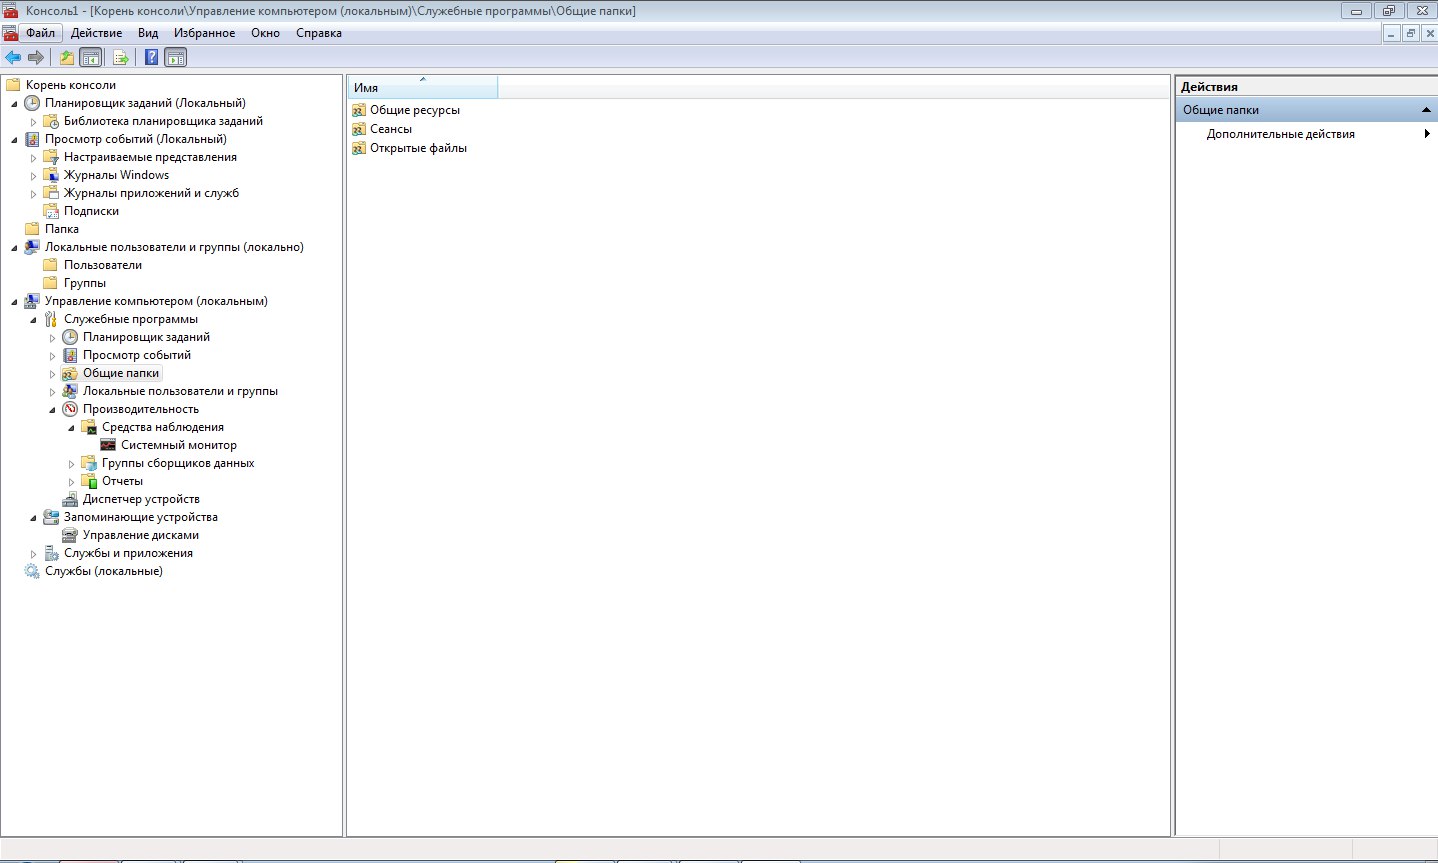 Консоль1 - [Корень консоли\Управление компьютером (локальным)\Служебные программы\Общие папки]
Файл Действие Вид Избранное Окно Справка
Корень консоли
Планировщик заданий (Локальный)
Библиотека планировщика заданий
Просмотр событий (Локальный)
Настраиваемые представления
Журналы Windows
Журналы приложений и служб
Подписки
Папка
Локальные пользователи и группы (локально)
Пользователи
Группы
Управление компьютером (локальным)
Служебные программы
Планировщик заданий
Просмотр событий
Общие папки
Локальные пользователи и группы
Производительность
Средства наблюдения
Системный монитор
Группы сборщиков данных
Отчеты
Диспетчер устройств
Запоминающие устройства
Управление дисками
Службы и приложения
Службы (локальные)
Имя
Общие ресурсы
Сеансы
Открытые файлы
Действия
Общие папки
Дополнительные действия